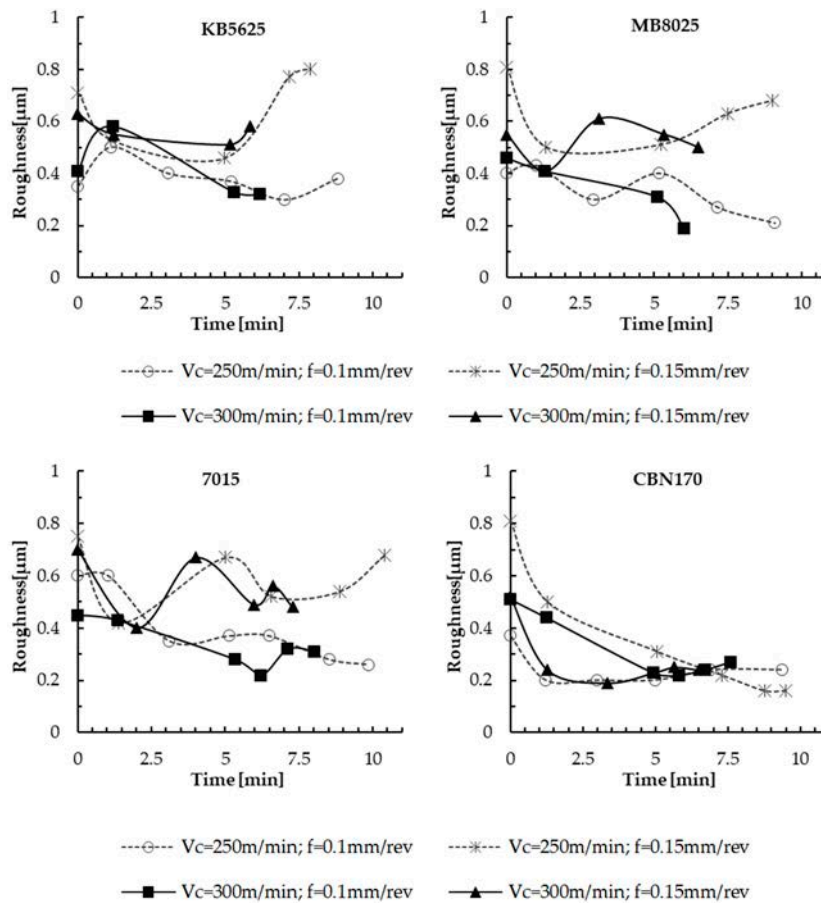 KB5625
MB8025
Roughness[μm]
1
0.8
0.6
0.4
0.2
0
0 2.5 5 7.5 10
Time [min]
Roughness[μm]
1
0.8
0.6
0.4
0.2
0
0 2.5 5 7.5 10
Time [min]
Vc=250m/min; f=0.1mm/rev
Vc=250m/min; f=0.15mm/rev
Vc=300m/min; f=0.1mm/rev
Vc=300m/min; f=0.15mm/rev
7015
CBN170
Roughness[μm]
1
0.8
0.6
0.4
0.2
0
0 2.5 5 7.5 10
Time [min]
Roughness[μm]
1
0.8
0.6
0.4
0.2
0
0 2.5 5 7.5 10
Time [min]
Vc=250m/min; f=0.1mm/rev
Vc=250m/min; f=0.15mm/rev
Vc=300m/min; f=0.1mm/rev
Vc=300m/min; f=0.15mm/rev